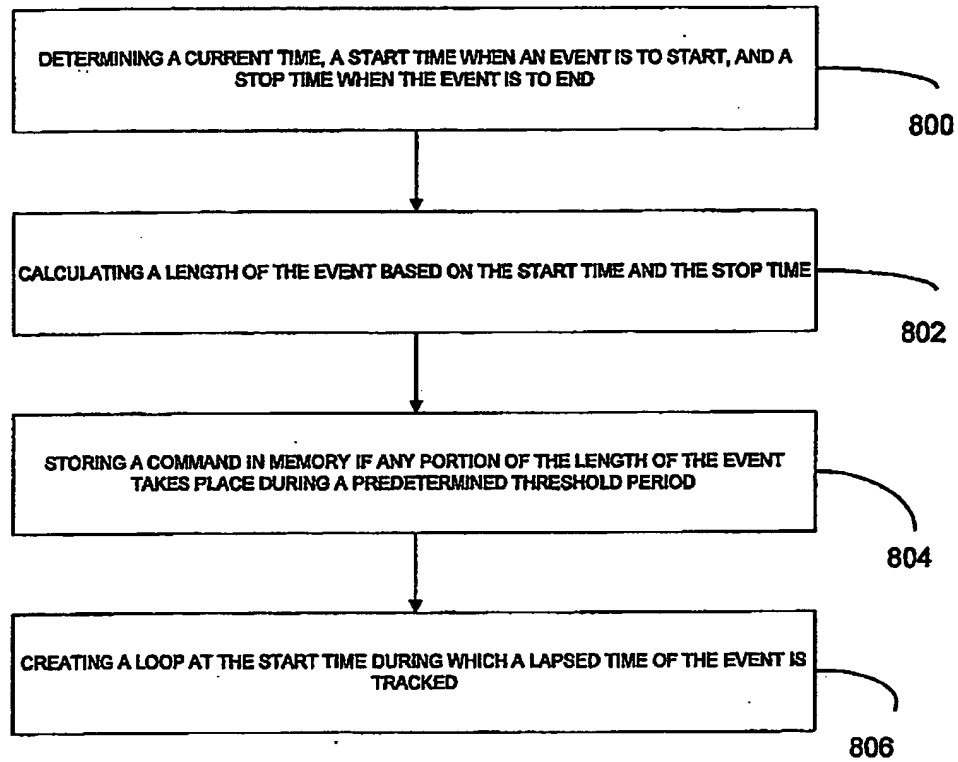 DETERMINING A CURRENT TIME, A START TIME WHEN AN EVENT IS TO START, AND A
STOP TIME WHEN THE EVENT IS TO END
800
CALCULATING A LENGTH OF THE EVENT BASED ON THE START TIME AND THE STOP TIME
802
STORING A COMMAND IN MEMORY IF ANY PORTION OF THE LENGTH OF THE EVENT
TAKES PLACE DURING A PREDETERMINED THRESHOLD PERIOD
804
CREATING A LOOP AT THE START TIME DURING WHICH A LAPSED TIME OF THE EVENT IS
TRACKED
806